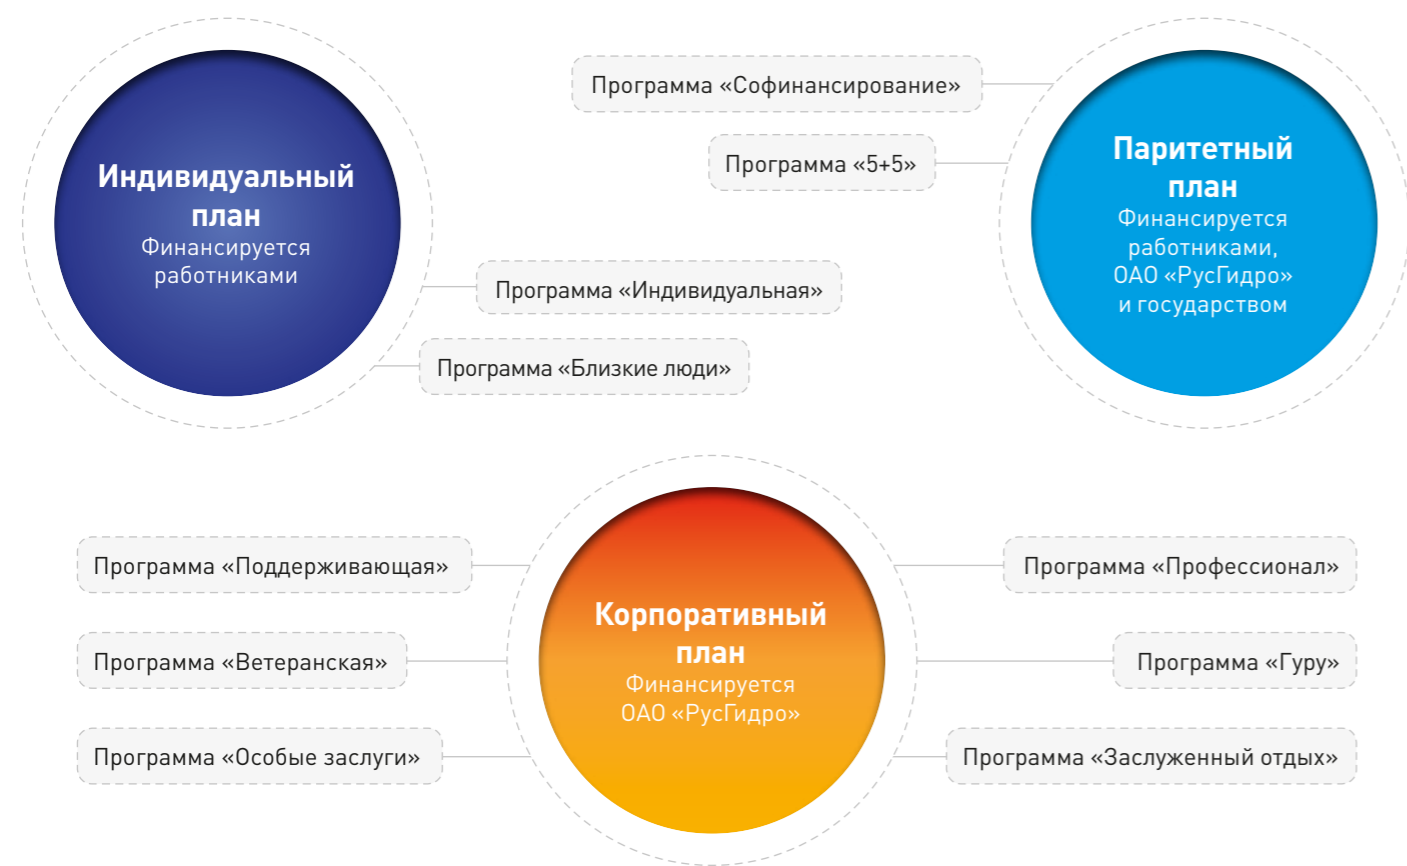 Индивидуальный
план
Финансируется
работниками
Программа «Индивидуальная»
Программа «Близкие люди»
Программа «Софинансирование»
Программа «5+5»
Паритетный
план
Финансируется
работниками,
ОАО «РусГидро»
и государством
Программа «Поддерживающая»
Программа «Ветеранская»
Программа «Особые заслуги»
Корпоративный
план
Финансируется
ОАО «РусГидро»
Программа «Профессионал»
Программа «Гуру»
Программа «Заслуженный отдых»